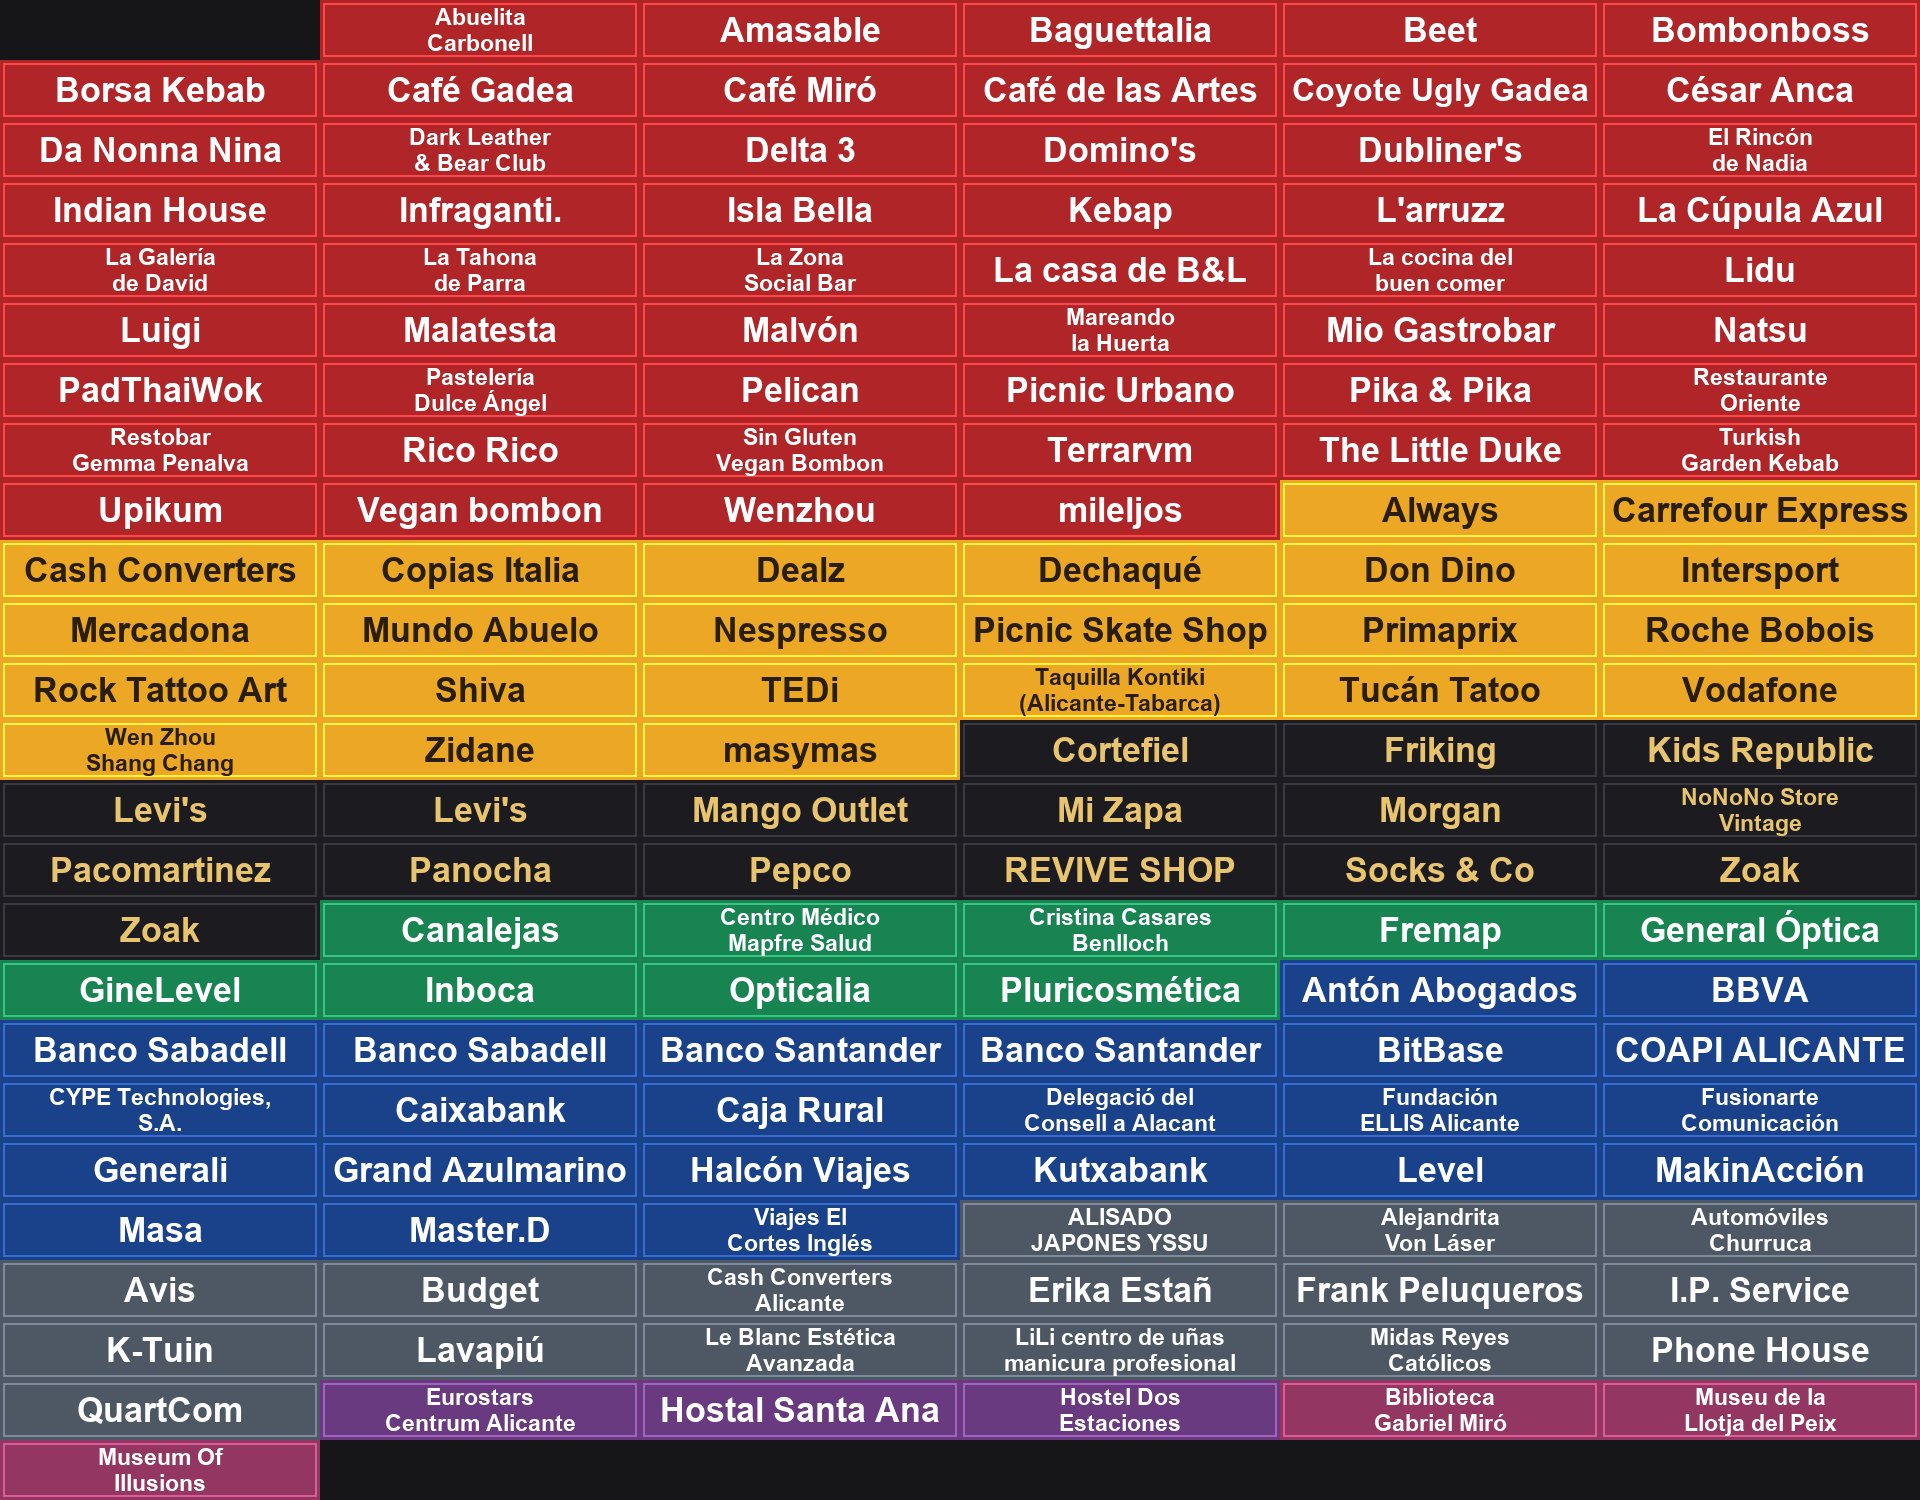 Abuelita
Carbonell
Amasable
Baguettalia
Beet
Bombonboss
Borsa Kebab
Café Gadea
Café Miró
Café de las Artes
Coyote Ugly Gadea
César Anca
Da Nonna Nina
Dark Leather
& Bear Club
Delta 3
Domino's
Dubliner's
El Rincón
de Nadia
Indian House
Infraganti.
Isla Bella
Kebap
L'arruzz
La Cúpula Azul
La Galería
de David
La Tahona
de Parra
La Zona
Social Bar
La casa de B&L
La cocina del
buen comer
Lidu
Luigi
Malatesta
Malvón
Mareando
la Huerta
Mio Gastrobar
Natsu
PadThaiWok
Pastelería
Dulce Ángel
Pelican
Picnic Urbano
Pika & Pika
Restaurante
Oriente
Restobar
Gemma Penalva
Rico Rico
Sin Gluten
Vegan Bombon
Terrarvm
The Little Duke
Turkish
Garden Kebab
Upikum
Vegan bombon
Wenzhou
mileljos
Always
Carrefour Express
Cash Converters
Copias Italia
Dealz
Dechaqué
Don Dino
Intersport
Mercadona
Mundo Abuelo
Nespresso
Picnic Skate Shop
Primaprix
Roche Bobois
Rock Tattoo Art
Shiva
TEDi
Taquilla Kontiki
(Alicante-Tabarca)
Tucán Tatoo
Vodafone
Wen Zhou
Shang Chang
Zidane
masymas
Cortefiel
Friking
Kids Republic
Levi's
Levi's
Mango Outlet
Mi Zapa
Morgan
NoNoNo Store
Vintage
Pacomartinez
Panocha
Pepco
REVIVE SHOP
Socks & Co
Zoak
Zoak
Canalejas
Centro Médico
Mapfre Salud
Cristina Casares
Benlloch
Fremap
General Óptica
GineLevel
Inboca
Opticalia
Pluricosmética
Antón Abogados
BBVA
Banco Sabadell
Banco Sabadell
Banco Santander
Banco Santander
BitBase
COAPI ALICANTE
CYPE Technologies,
S.A.
Caixabank
Caja Rural
Delegació del
Consell a Alacant
Fundación
ELLIS Alicante
Fusionarte
Comunicación
Generali
Grand Azulmarino
Halcón Viajes
Kutxabank
Level
MakinAcción
Masa
Master.D
Viajes El
Cortes Inglés
ALISADO
JAPONES YSSU
Alejandrita
Von Láser
Automóviles
Churruca
Avis
Budget
Cash Converters
Alicante
Erika Estañ
Frank Peluqueros
I.P. Service
K-Tuin
Lavapiú
Le Blanc Estética
Avanzada
LiLi centro de uñas
manicura profesional
Midas Reyes
Católicos
Phone House
QuartCom
Eurostars
Centrum Alicante
Hostal Santa Ana
Hostel Dos
Estaciones
Biblioteca
Gabriel Miró
Museu de la
Llotja del Peix
Museum Of
Illusions